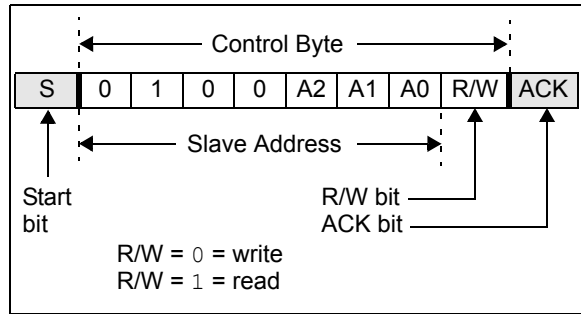 Control Byte
S 0 1 0 0 A2 A1 A0 R/W ACK
Slave Address
Start
bit
R/W bit
ACK bit
R/W = 0 = write
R/W = 1 = read